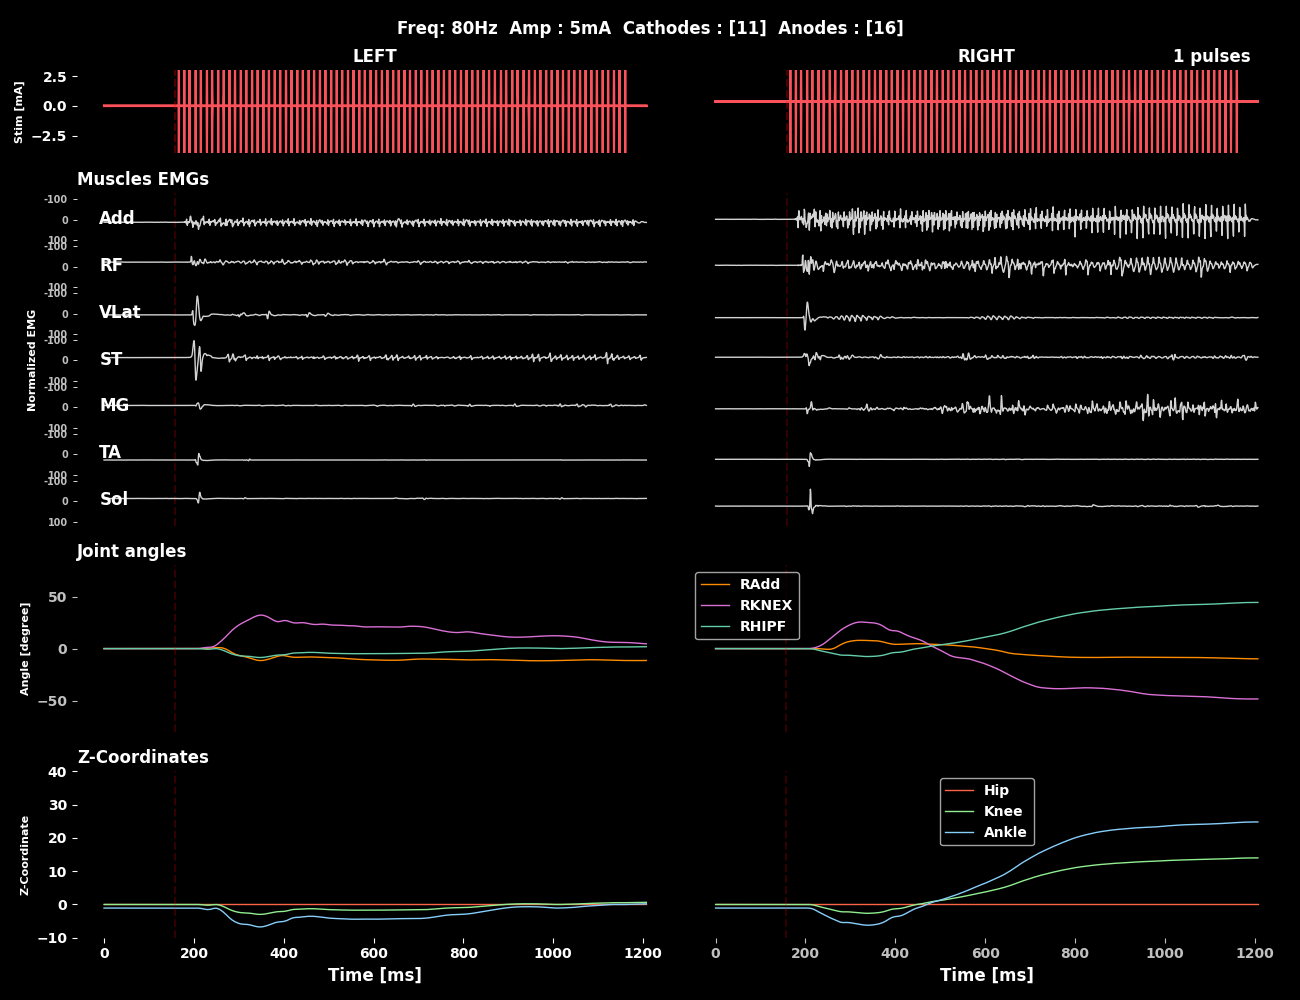 Freq: 80Hz  Amp : 5mA  Cathodes : [11]  Anodes : [16]
LEFT
RIGHT
1 pulses
Stim [mA]
2.5
0.0
−2.5
Muscles EMGs
Normalized EMG
-100
0
100
Add
-100
0
100
RF
-100
0
100
VLat
-100
0
100
ST
-100
0
100
MG
-100
0
100
TA
-100
0
100
Sol
Joint angles
Angle [degree]
50
0
−50
RAdd
RKNEX
RHIPF
Z-Coordinates
Z-Coordinate
40
30
20
10
0
−10
Hip
Knee
Ankle
0 200 400 600 800 1000 1200
Time [ms]
0 200 400 600 800 1000 1200
Time [ms]